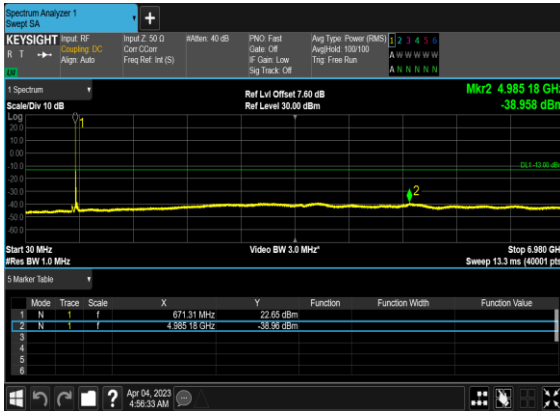 Spectrum Analyzer 1
Swept SA
+
KEYSIGHT Input: RF Input Z: 50 Ω #Atten: 40 dB PNO: Fast Avg Type: Power (RMS) 1 2 3 4 5 6
R T Coupling: DC Corr CCorr Gate: Off Avg|Hold: 100/100 A W W W W W
Align: Auto Freq Ref: Int (S) IF Gain: Low Trig: Free Run
Sig Track: Off A N N N N N
1 Spectrum
Scale/Div 10 dB
Ref Lvl Offset 7.60 dB
Ref Level 30.00 dBm
Mkr2 4.985 18 GHz
-38.958 dBm
Log
20.0
10.0
0.00
-10.0
-20.0
-30.0
-40.0
-50.0
-60.0
1
2
DL1 -13.00 dBm
Start 30 MHz Video BW 3.0 MHz* Stop 6.980 GH
#Res BW 1.0 MHz Sweep 13.3 ms (40001 pts
5 Marker Table
Mode Trace Scale X Y Function Function Width Function Value
1 N 1 f 671.31 MHz 22.65 dBm
2 N 1 f 4.985 18 GHz -38.96 dBm
3
4
5
6
?
Apr 04, 2023
4:56:33 AM